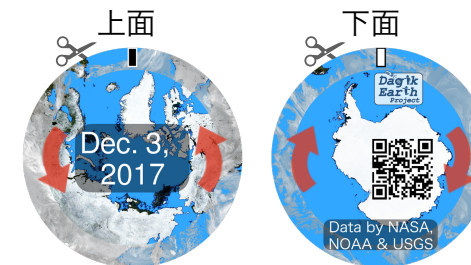 上面
下面
Dec. 3,
2017
Dagik
Earth
Project
Data by NASA,
NOAA & USGS